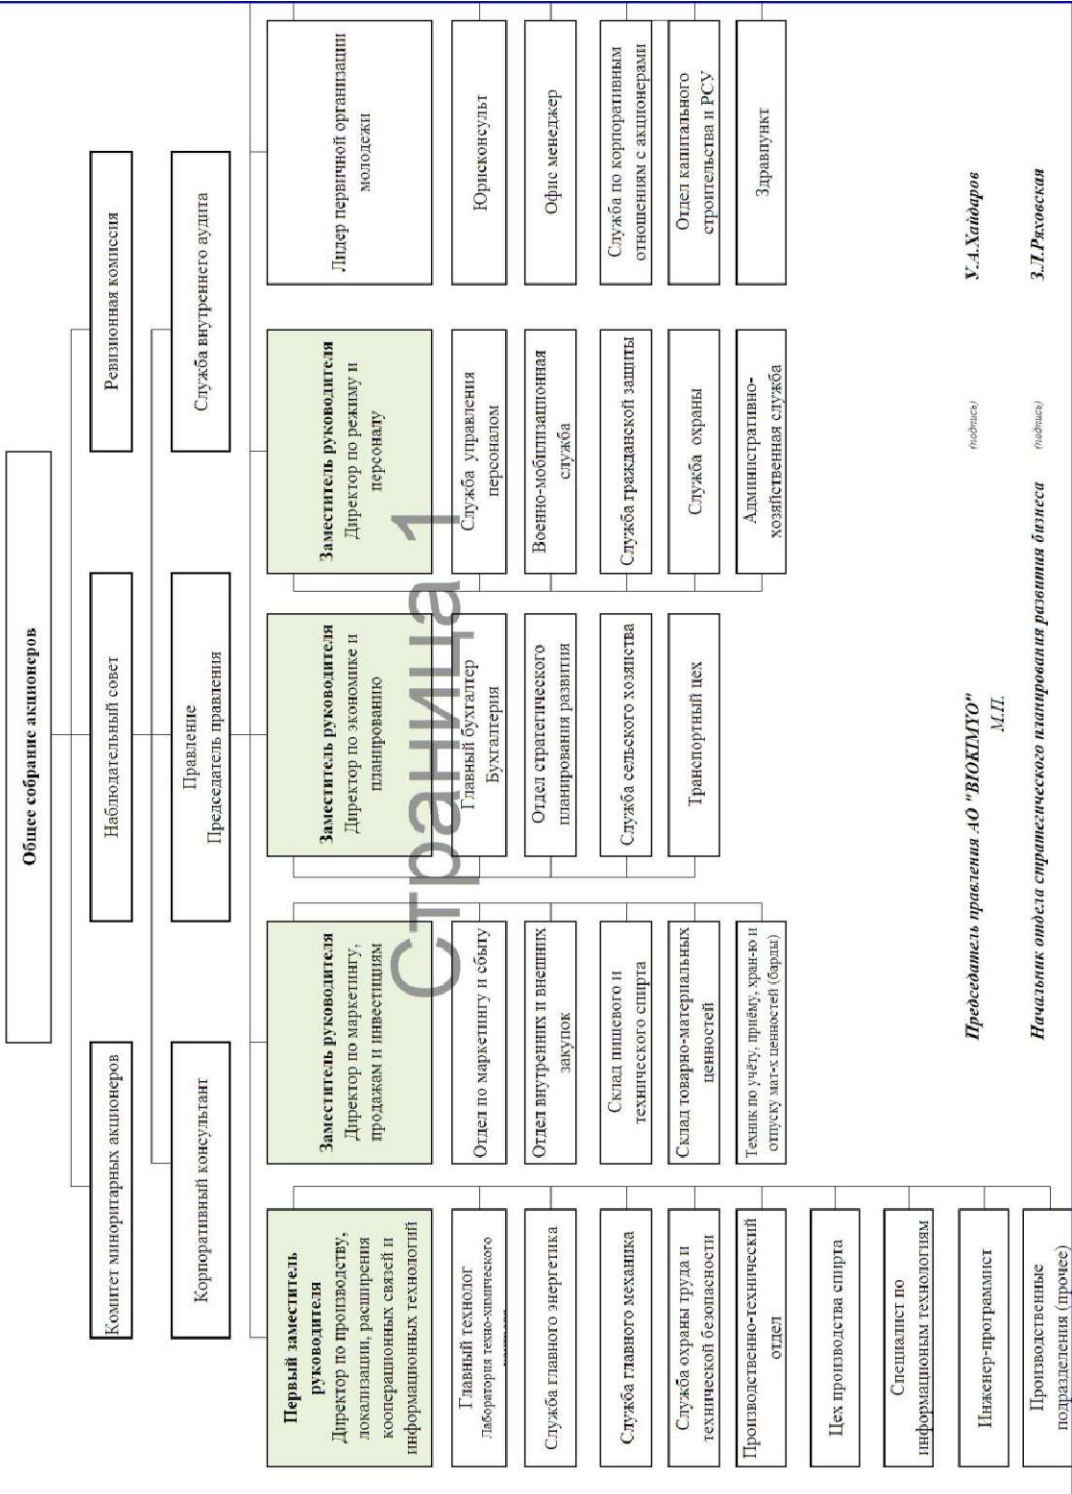 Общее собрание акционеров
Комитет миноритарных акционеров
Наблюдательный совет
Ревизионная комиссия
Корпоративный консультант
Правление
Председатель правления
Служба внутреннего аудита
Первый заместитель
руководителя
Директор по производству,
локализации, расширения
кооперационных связей и
информационных технологий
Главный технолог
Лаборатория техно-химического
Служба главного энергетика
Служба главного механика
Служба охраны труда и
технической безопасности
Производственно-технический
отдел
Цех производства спирта
Специалист по
информационым технологиям
Инженер-программист
Производственные
подразделения (прочее)
Заместитель руководителя
Директор по маркетингу,
продажам и инвестициям
Отдел по маркетингу и сбыту
Отдел внутренних и внешних
закупок
Склад пищевого и
технического спирта
Склад товарно-материальных
ценностей
Техник по учёту, приёму, хран-ю и
отпуску мат-х ценностей (барды)
Заместитель руководителя
Директор по экономике и
планированию
Главный бухгалтер
Бухгалтерия
Отдел стратегического
планирования развития
Служба сельского хозяйства
Транспортный цех
Заместитель руководителя
Директор по режиму и
персоналу
Служба управления
персоналом
Военно-мобилизационная
служба
Служба гражданской защиты
Служба охраны
Административно-
хозяйственная служба
Лидер первичной организации
молодежи
Юрисконсульт
Офис менеджер
Служба по корпоративным
отношениям с акционерами
Отдел капитального
строительства и РСУ
Здравпункт
Страница 1
Председатель правления АО "BIOKIMYO" (подпись) У.А.Хайдаров
М.П.
Начальник отдела стратегического планирования развития бизнеса (подпись) З.Л.Ряховская